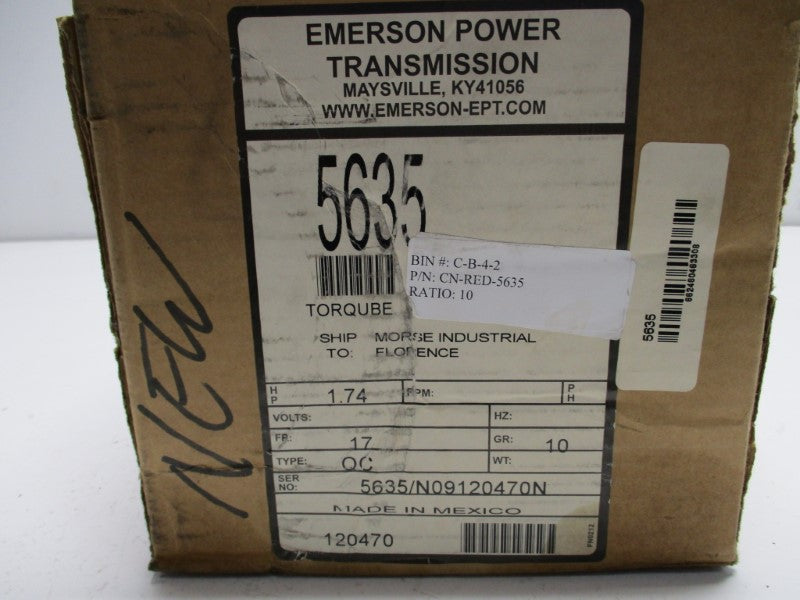 EMERSON POWER
TRANSMISSION
MAYSVILLE, KY41056
WWW.EMERSON-EPT.COM
5635
BIN #: C-B-4-2
P/N: CN-RED-5635
RATIO: 10
TORQUBE
SHIP MORSE INDUSTRIAL
TO: FLORENCE
HP 1.74 RPM: PH
VOLTS: HZ:
FR: 17 GR: 10
TYPE: QC WT:
SER NO: 5635/N09120470N
MADE IN MEXICO
120470
FN0212
NEW
5635
662460463308